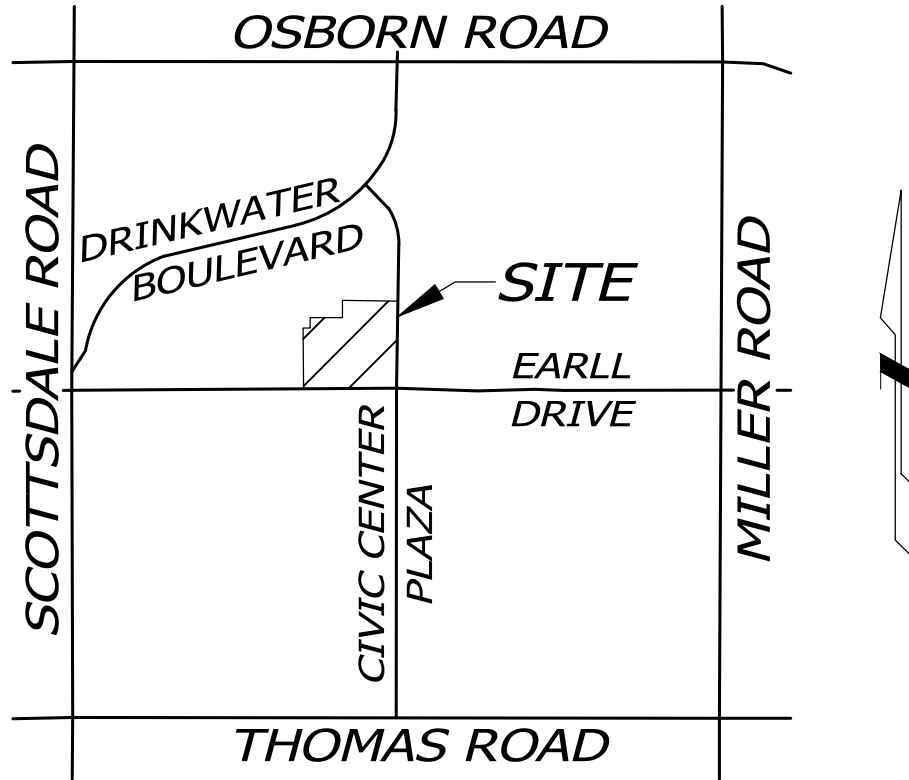 OSBORN ROAD
SCOTTSDALE ROAD
DRINKWATER
BOULEVARD
SITE
EARLL
DRIVE
MILLER ROAD
CIVIC CENTER
PLAZA
THOMAS ROAD